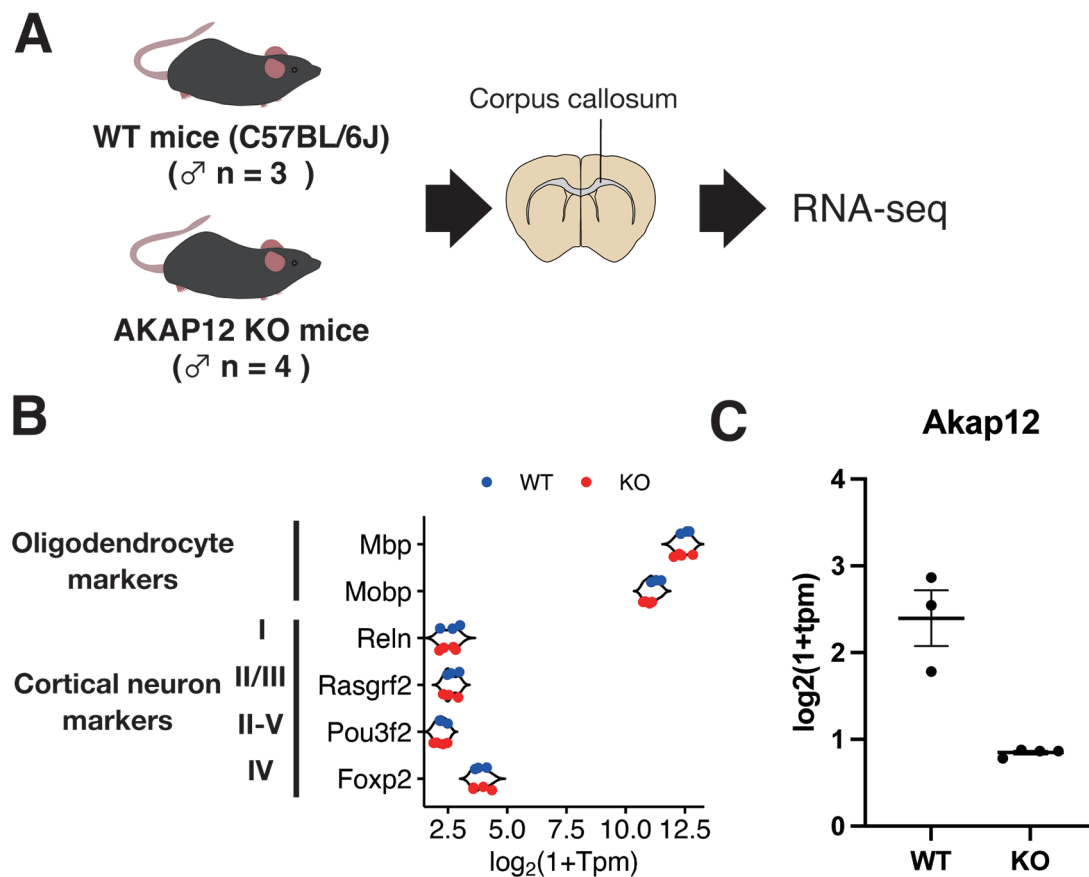 A
WT mice (C57BL/6J)
(♂ n = 3 )
AKAP12 KO mice
(♂ n = 4 )
Corpus callosum
RNA-seq
B
WT KO
Oligodendrocyte
markers
Mbp
Mobp
Cortical neuron
markers
I Reln
II/III Rasgrf2
II-V Pou3f2
IV Foxp2
2.5 5.0 7.5 10.0 12.5
log2(1+Tpm)
C
Akap12
log2(1+tpm)
4
3
2
1
0
WT KO